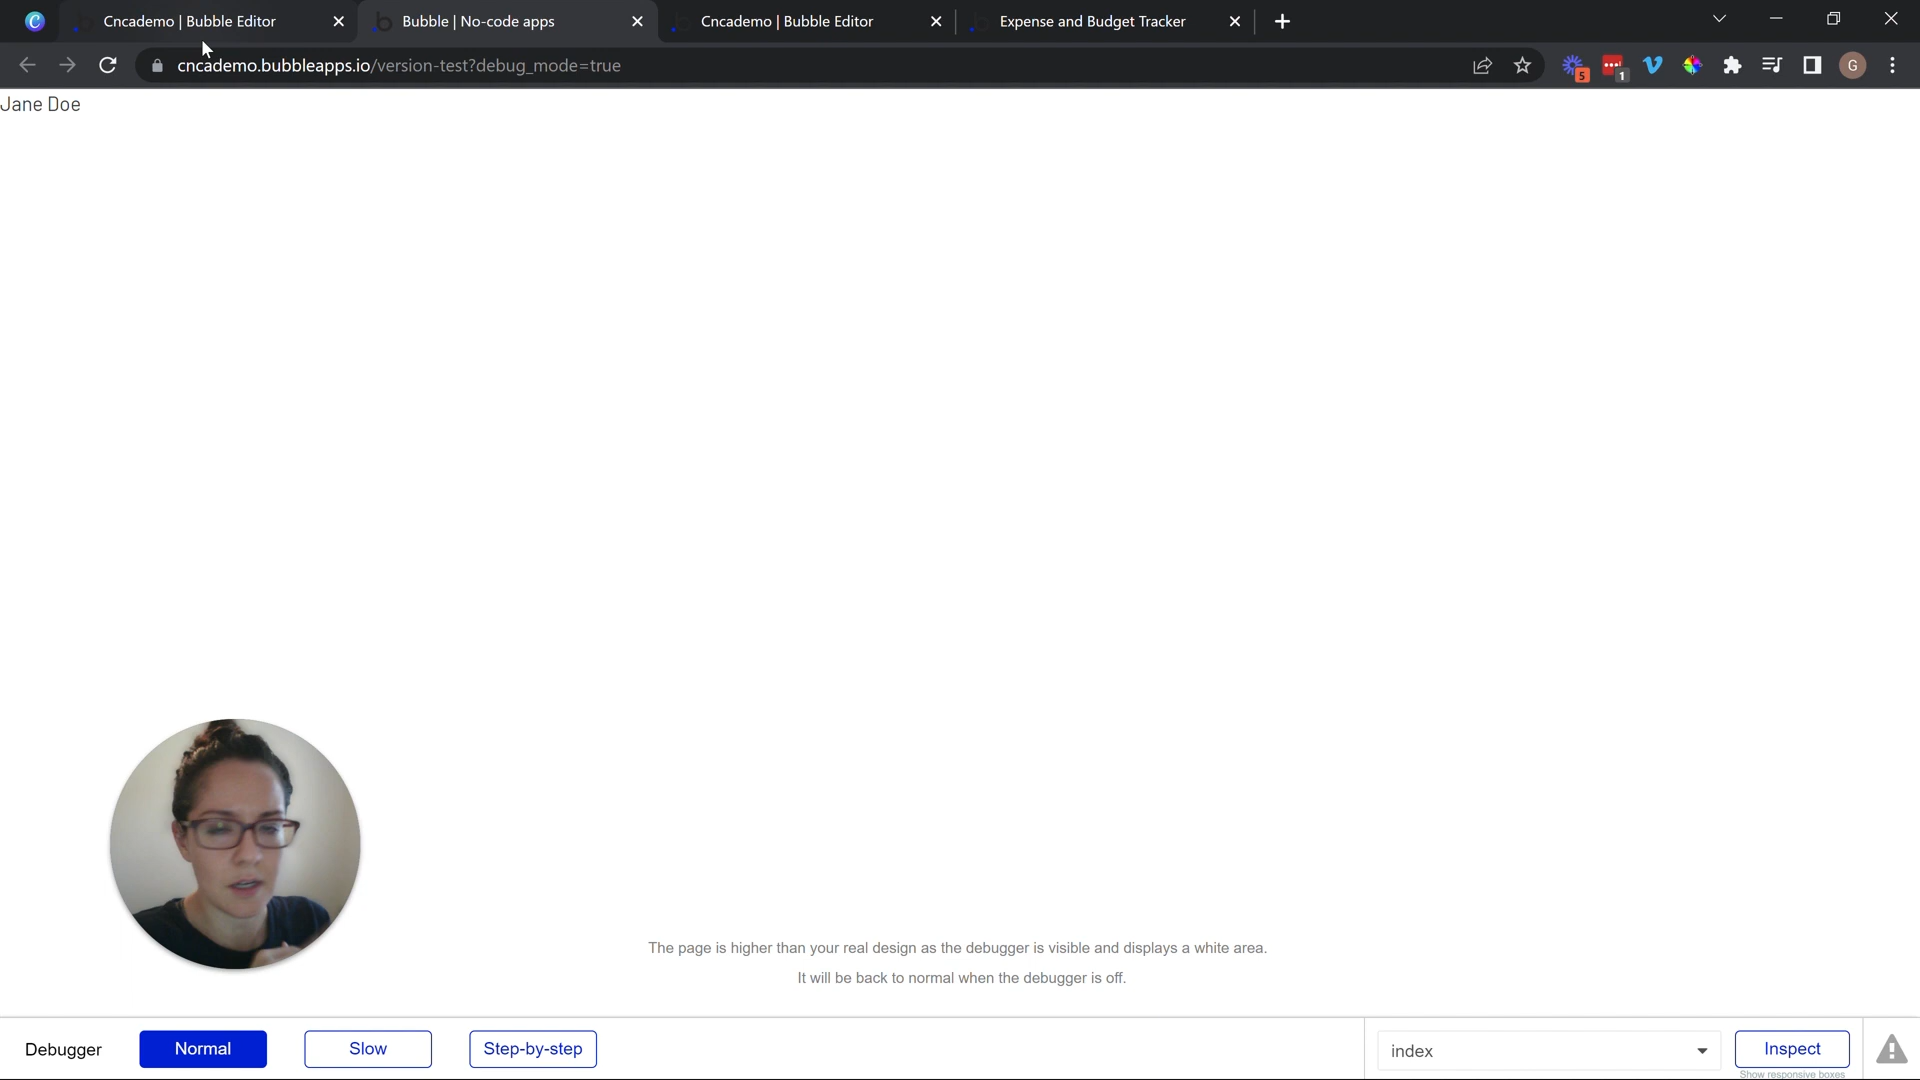 Cncademo | Bubble Editor
Bubble | No-code apps
Cncademo | Bubble Editor
Expense and Budget Tracker
cncademo.bubbleapps.io/version-test?debug_mode=true
5
1
G
Jane Doe
The page is higher than your real design as the debugger is visible and displays a white area.
It will be back to normal when the debugger is off.
Debugger
Normal
Slow
Step-by-step
index
Inspect
Show responsive boxes